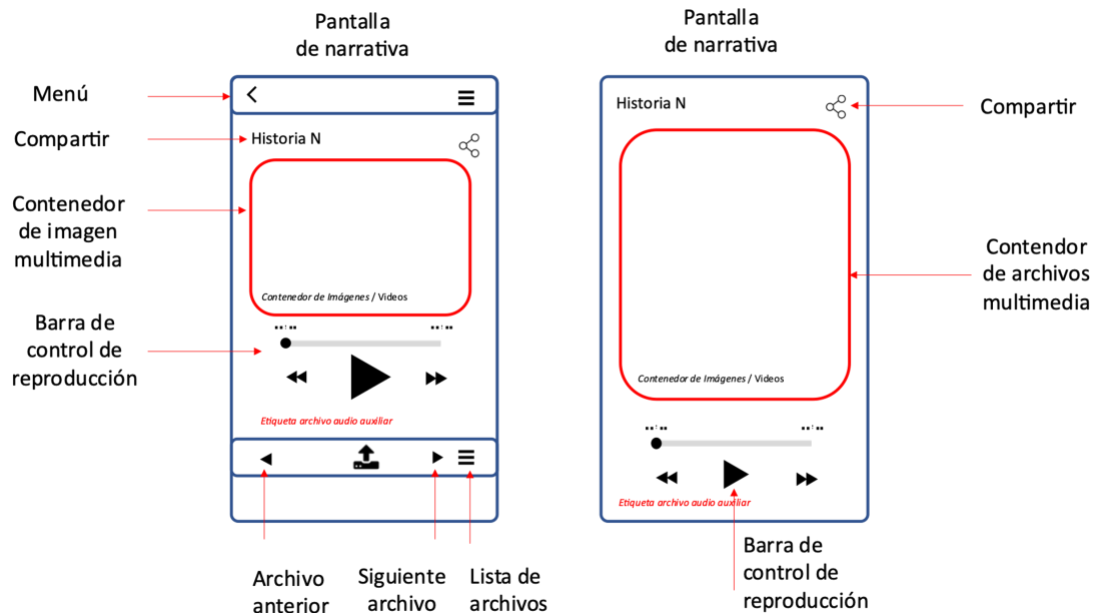 Pantalla
de narrativa
Menú
Compartir
Historia N
Contenedor
de imagen
multimedia
Contenedor de Imágenes / Videos
Barra de
control de
reproducción
Etiqueta archivo audio auxiliar
Archivo
anterior
Siguiente
archivo
Lista de
archivos
Pantalla
de narrativa
Historia N
Compartir
Contendor
de archivos
multimedia
Contenedor de Imágenes / Videos
Etiqueta archivo audio auxiliar
Barra de
control de
reproducción